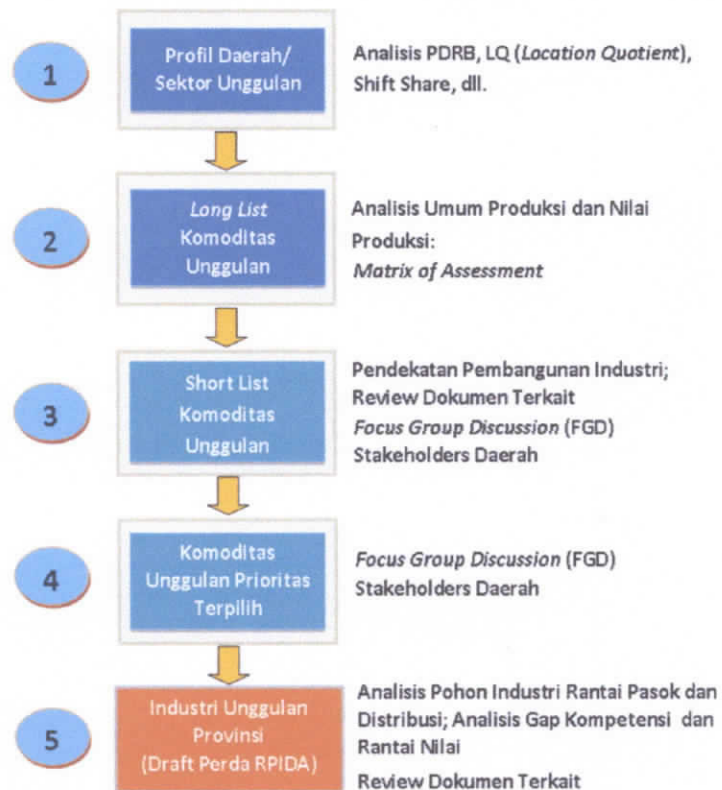 1
Profil Daerah/
Sektor Unggulan
Analisis PDRB, LQ (Location Quotient),
Shift Share, dll.
2
Long List
Komoditas
Unggulan
Analisis Umum Produksi dan Nilai
Produksi:
Matrix of Assessment
3
Short List
Komoditas
Unggulan
Pendekatan Pembangunan Industri;
Review Dokumen Terkait
Focus Group Discussion (FGD)
Stakeholders Daerah
4
Komoditas
Unggulan Prioritas
Terpilih
Focus Group Discussion (FGD)
Stakeholders Daerah
5
Industri Unggulan
Provinsi
(Draft Perda RPIDA)
Analisis Pohon Industri Rantai Pasok dan
Distribusi; Analisis Gap Kompetensi dan
Rantai Nilai
Review Dokumen Terkait